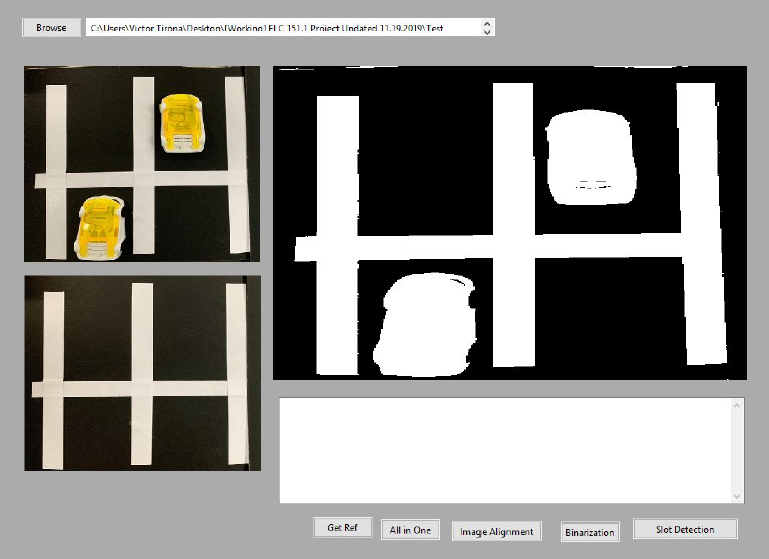 Browse
C:\Users\Victor Tirona\Desktop\[Working] ELC 151.1 Project Updated 11.19.2019\Test
Get Ref
All in One
Image Alignment
Binarization
Slot Detection